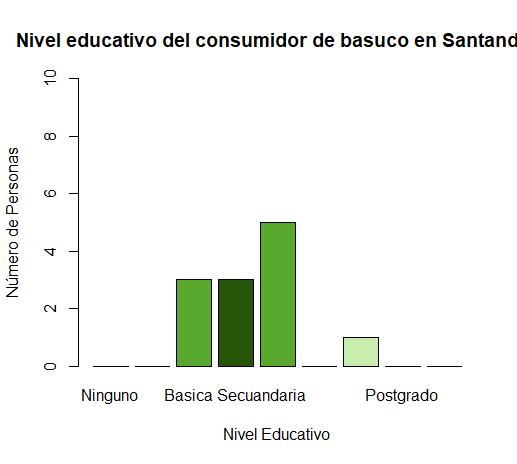 Nivel educativo del consumidor de basuco en Santand
Número de Personas
10
8
6
4
2
0
Ninguno Basica Secuandaria Postgrado
Nivel Educativo